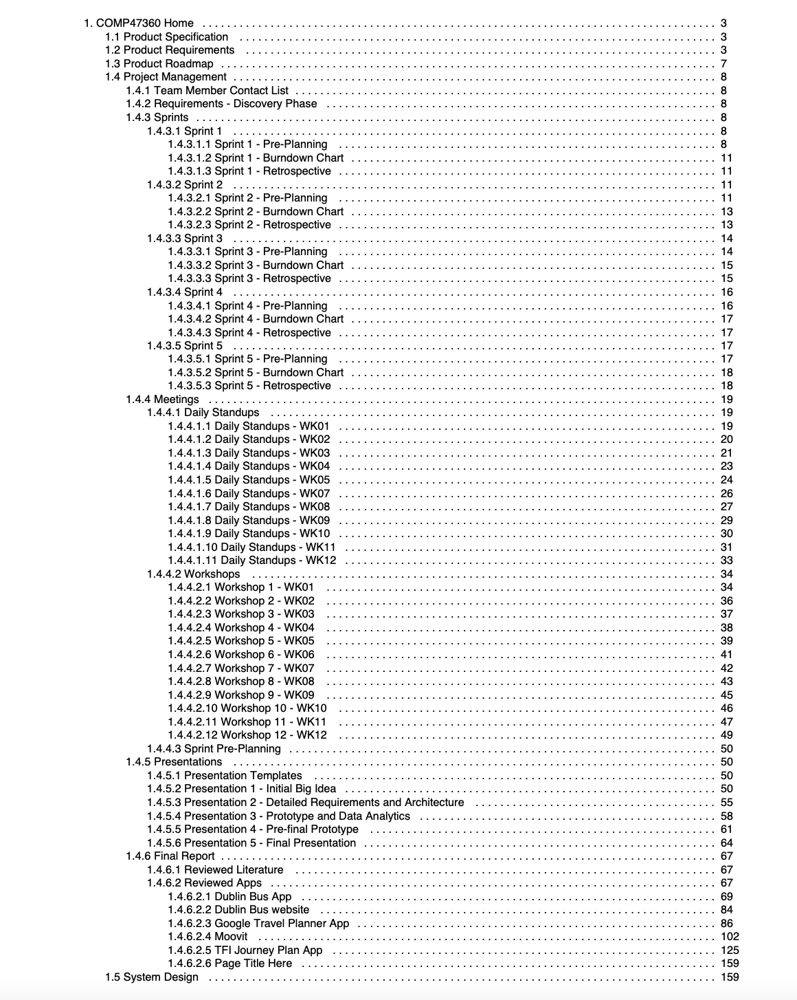 1. COMP47360 Home . . . . . . . . . . 3
1.1 Product Specification . . . . . . . . . . 3
1.2 Product Requirements . . . . . . . . . . 3
1.3 Product Roadmap . . . . . . . . . . 7
1.4 Project Management . . . . . . . . . . 8
1.4.1 Team Member Contact List . . . . . . . . . . 8
1.4.2 Requirements - Discovery Phase . . . . . . . . . . 8
1.4.3 Sprints . . . . . . . . . . 8
1.4.3.1 Sprint 1 . . . . . . . . . . 8
1.4.3.1.1 Sprint 1 - Pre-Planning . . . . . . . . . . 8
1.4.3.1.2 Sprint 1 - Burndown Chart . . . . . . . . . . 11
1.4.3.1.3 Sprint 1 - Retrospective . . . . . . . . . . 11
1.4.3.2 Sprint 2 . . . . . . . . . . 11
1.4.3.2.1 Sprint 2 - Pre-Planning . . . . . . . . . . 11
1.4.3.2.2 Sprint 2 - Burndown Chart . . . . . . . . . . 13
1.4.3.2.3 Sprint 2 - Retrospective . . . . . . . . . . 13
1.4.3.3 Sprint 3 . . . . . . . . . . 14
1.4.3.3.1 Sprint 3 - Pre-Planning . . . . . . . . . . 14
1.4.3.3.2 Sprint 3 - Burndown Chart . . . . . . . . . . 15
1.4.3.3.3 Sprint 3 - Retrospective . . . . . . . . . . 15
1.4.3.4 Sprint 4 . . . . . . . . . . 16
1.4.3.4.1 Sprint 4 - Pre-Planning . . . . . . . . . . 16
1.4.3.4.2 Sprint 4 - Burndown Chart . . . . . . . . . . 17
1.4.3.4.3 Sprint 4 - Retrospective . . . . . . . . . . 17
1.4.3.5 Sprint 5 . . . . . . . . . . 17
1.4.3.5.1 Sprint 5 - Pre-Planning . . . . . . . . . . 17
1.4.3.5.2 Sprint 5 - Burndown Chart . . . . . . . . . . 18
1.4.3.5.3 Sprint 5 - Retrospective . . . . . . . . . . 18
1.4.4 Meetings . . . . . . . . . . 19
1.4.4.1 Daily Standups . . . . . . . . . . 19
1.4.4.1.1 Daily Standups - WK01 . . . . . . . . . . 19
1.4.4.1.2 Daily Standups - WK02 . . . . . . . . . . 20
1.4.4.1.3 Daily Standups - WK03 . . . . . . . . . . 21
1.4.4.1.4 Daily Standups - WK04 . . . . . . . . . . 23
1.4.4.1.5 Daily Standups - WK05 . . . . . . . . . . 24
1.4.4.1.6 Daily Standups - WK07 . . . . . . . . . . 26
1.4.4.1.7 Daily Standups - WK08 . . . . . . . . . . 27
1.4.4.1.8 Daily Standups - WK09 . . . . . . . . . . 29
1.4.4.1.9 Daily Standups - WK10 . . . . . . . . . . 30
1.4.4.1.10 Daily Standups - WK11 . . . . . . . . . . 31
1.4.4.1.11 Daily Standups - WK12 . . . . . . . . . . 33
1.4.4.2 Workshops . . . . . . . . . . 34
1.4.4.2.1 Workshop 1 - WK01 . . . . . . . . . . 34
1.4.4.2.2 Workshop 2 - WK02 . . . . . . . . . . 36
1.4.4.2.3 Workshop 3 - WK03 . . . . . . . . . . 37
1.4.4.2.4 Workshop 4 - WK04 . . . . . . . . . . 38
1.4.4.2.5 Workshop 5 - WK05 . . . . . . . . . . 39
1.4.4.2.6 Workshop 6 - WK06 . . . . . . . . . . 41
1.4.4.2.7 Workshop 7 - WK07 . . . . . . . . . . 42
1.4.4.2.8 Workshop 8 - WK08 . . . . . . . . . . 43
1.4.4.2.9 Workshop 9 - WK09 . . . . . . . . . . 45
1.4.4.2.10 Workshop 10 - WK10 . . . . . . . . . . 46
1.4.4.2.11 Workshop 11 - WK11 . . . . . . . . . . 47
1.4.4.2.12 Workshop 12 - WK12 . . . . . . . . . . 49
1.4.4.3 Sprint Pre-Planning . . . . . . . . . . 50
1.4.5 Presentations . . . . . . . . . . 50
1.4.5.1 Presentation Templates . . . . . . . . . . 50
1.4.5.2 Presentation 1 - Initial Big Idea . . . . . . . . . . 50
1.4.5.3 Presentation 2 - Detailed Requirements and Architecture . . . . . . . . . . 55
1.4.5.4 Presentation 3 - Prototype and Data Analytics . . . . . . . . . . 58
1.4.5.5 Presentation 4 - Pre-final Prototype . . . . . . . . . . 61
1.4.5.6 Presentation 5 - Final Presentation . . . . . . . . . . 64
1.4.6 Final Report . . . . . . . . . . 67
1.4.6.1 Reviewed Literature . . . . . . . . . . 67
1.4.6.2 Reviewed Apps . . . . . . . . . . 67
1.4.6.2.1 Dublin Bus App . . . . . . . . . . 69
1.4.6.2.2 Dublin Bus website . . . . . . . . . . 84
1.4.6.2.3 Google Travel Planner App . . . . . . . . . . 86
1.4.6.2.4 Moovit . . . . . . . . . . 102
1.4.6.2.5 TFI Journey Plan App . . . . . . . . . . 125
1.4.6.2.6 Page Title Here . . . . . . . . . . 159
1.5 System Design . . . . . . . . . . 159